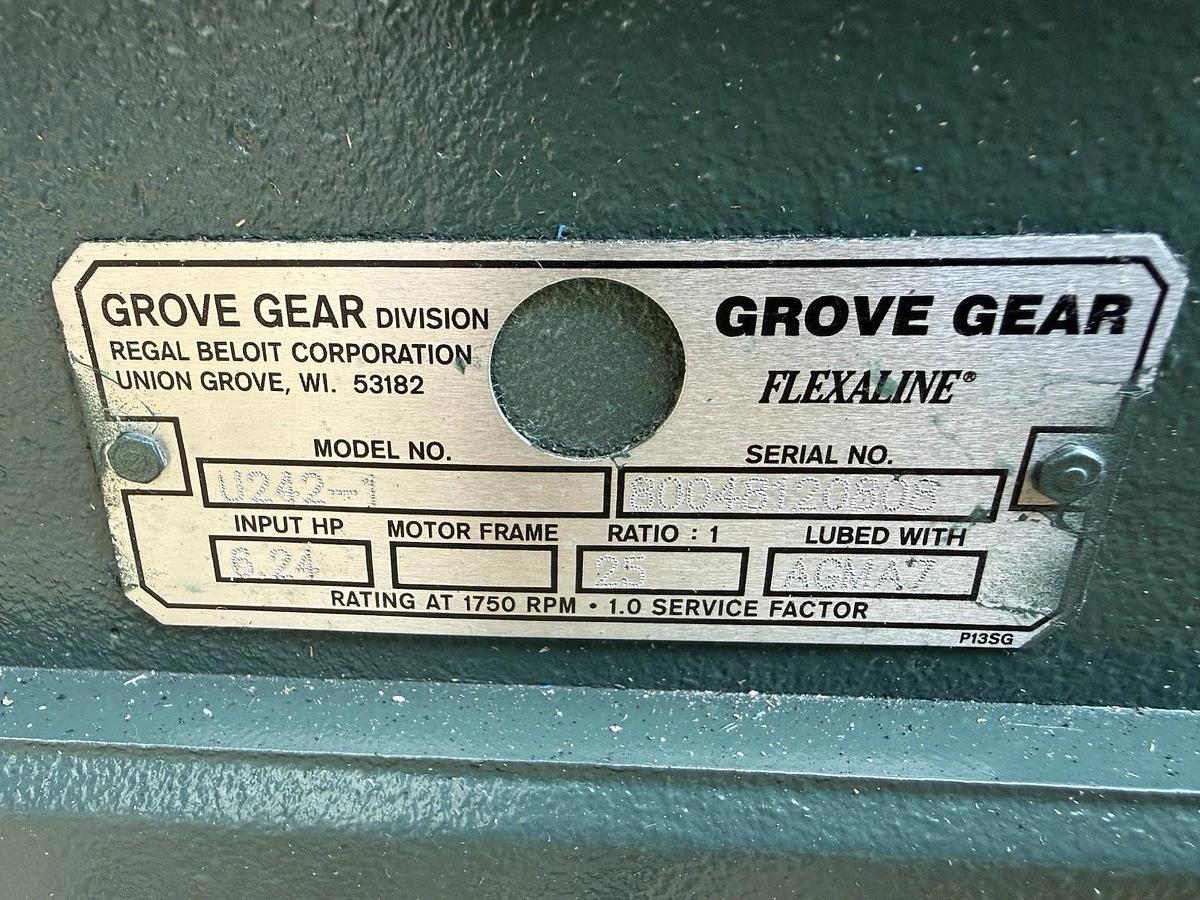 GROVE GEAR DIVISION
REGAL BELOIT CORPORATION
UNION GROVE, WI. 53182
GROVE GEAR
FLEXALINE®
MODEL NO.
U242--1
SERIAL NO.
INPUT HP
6.24
MOTOR FRAME
RATIO : 1
25
LUBED WITH
AGMA7
RATING AT 1750 RPM • 1.0 SERVICE FACTOR
P13SG